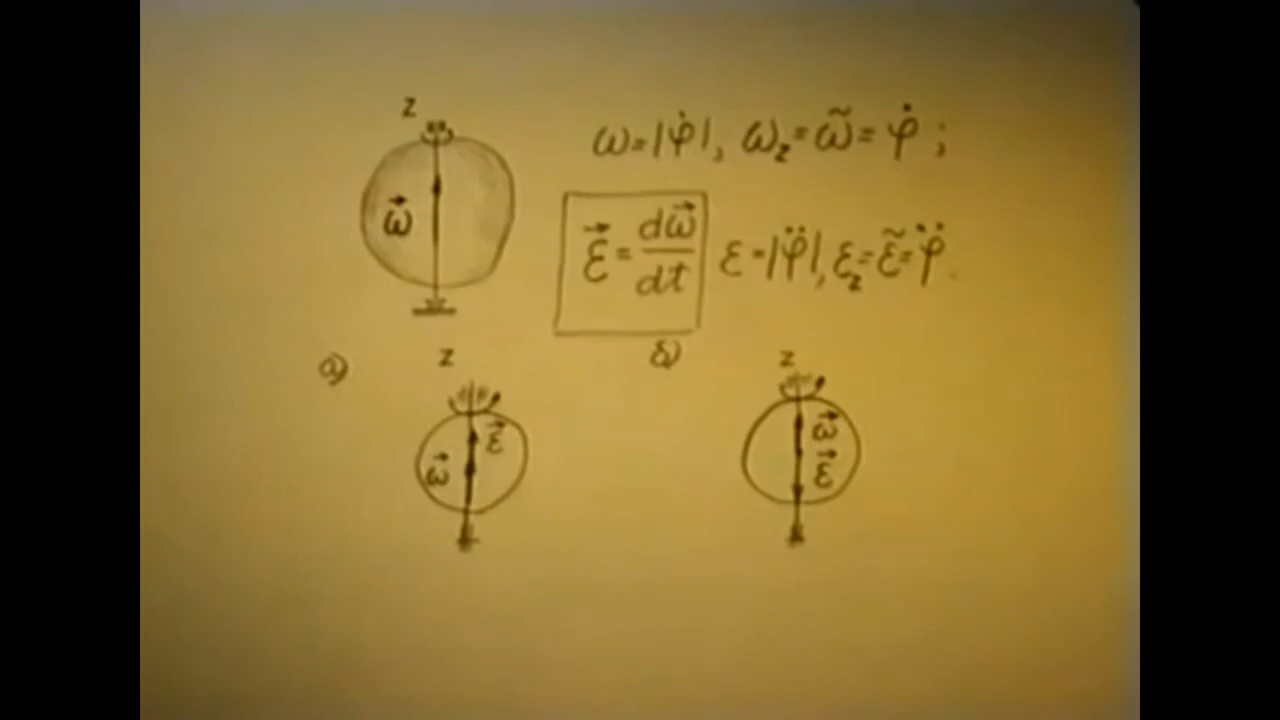 z
ω⃗
ω=|φ̇|, ω_z=ω̃=φ̇;
ε⃗ = dω⃗/dt
ε=|φ̈|, ε_z=ε̃=φ̈.
а)
z
ε⃗
ω⃗
б)
z
ω⃗
ε⃗